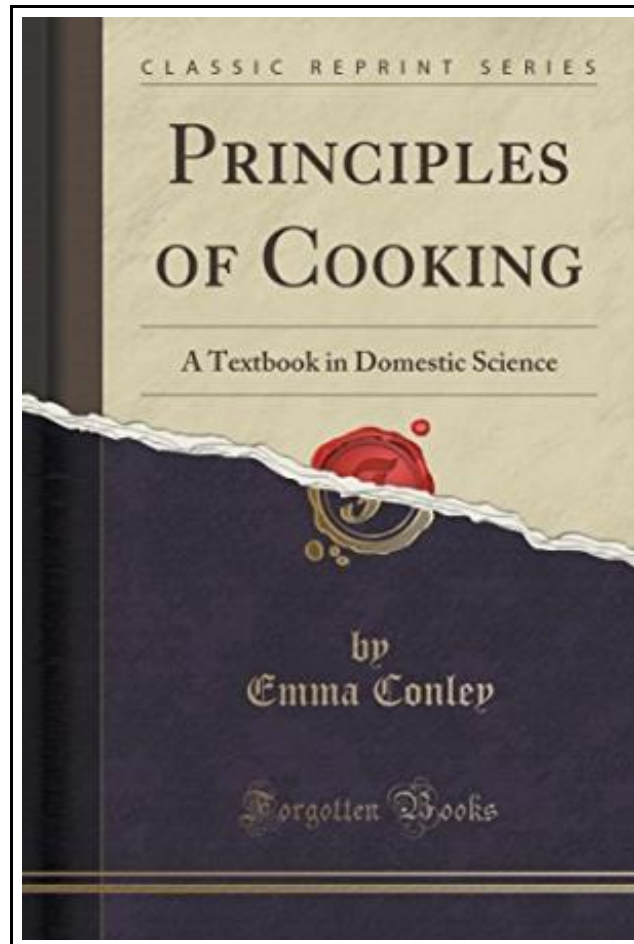 CLASSIC REPRINT SERIES
PRINCIPLES
OF COOKING
A Textbook in Domestic Science
by
Emma Conley
Forgotten Books